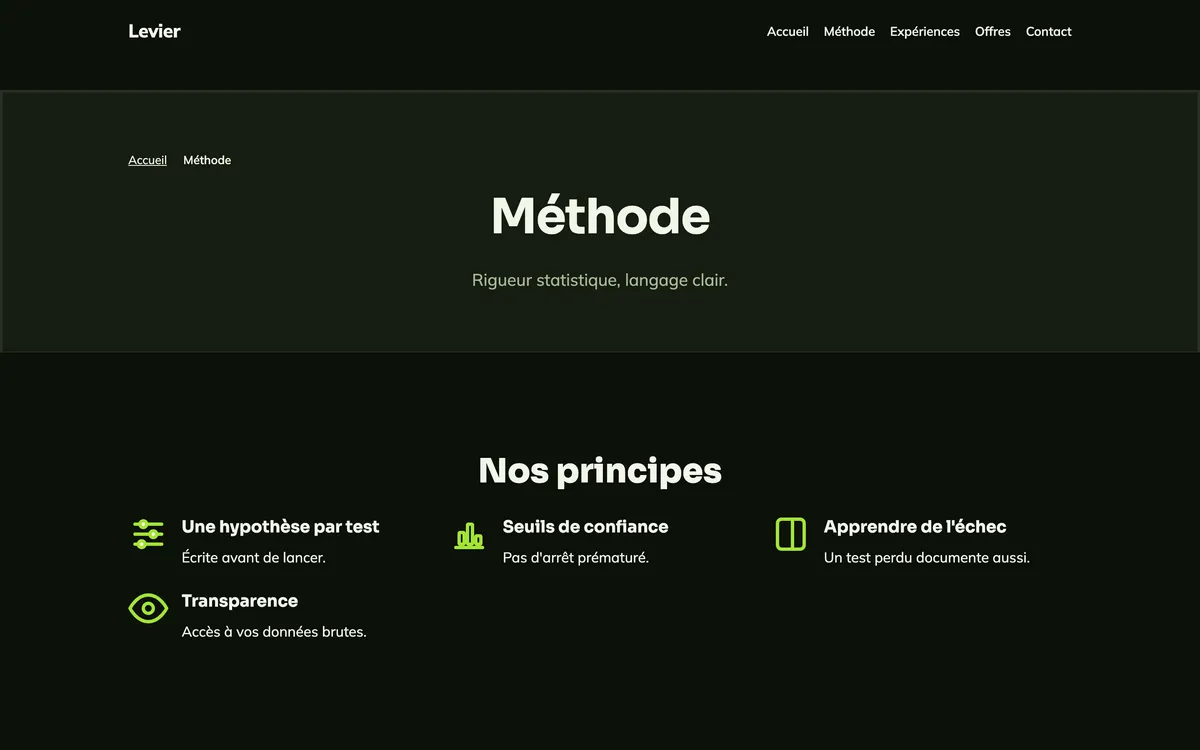 Levier
Accueil Méthode Expériences Offres Contact
Accueil Méthode
Méthode
Rigueur statistique, langage clair.
Nos principes
Une hypothèse par test
Écrite avant de lancer.
Seuils de confiance
Pas d'arrêt prématuré.
Apprendre de l'échec
Un test perdu documente aussi.
Transparence
Accès à vos données brutes.